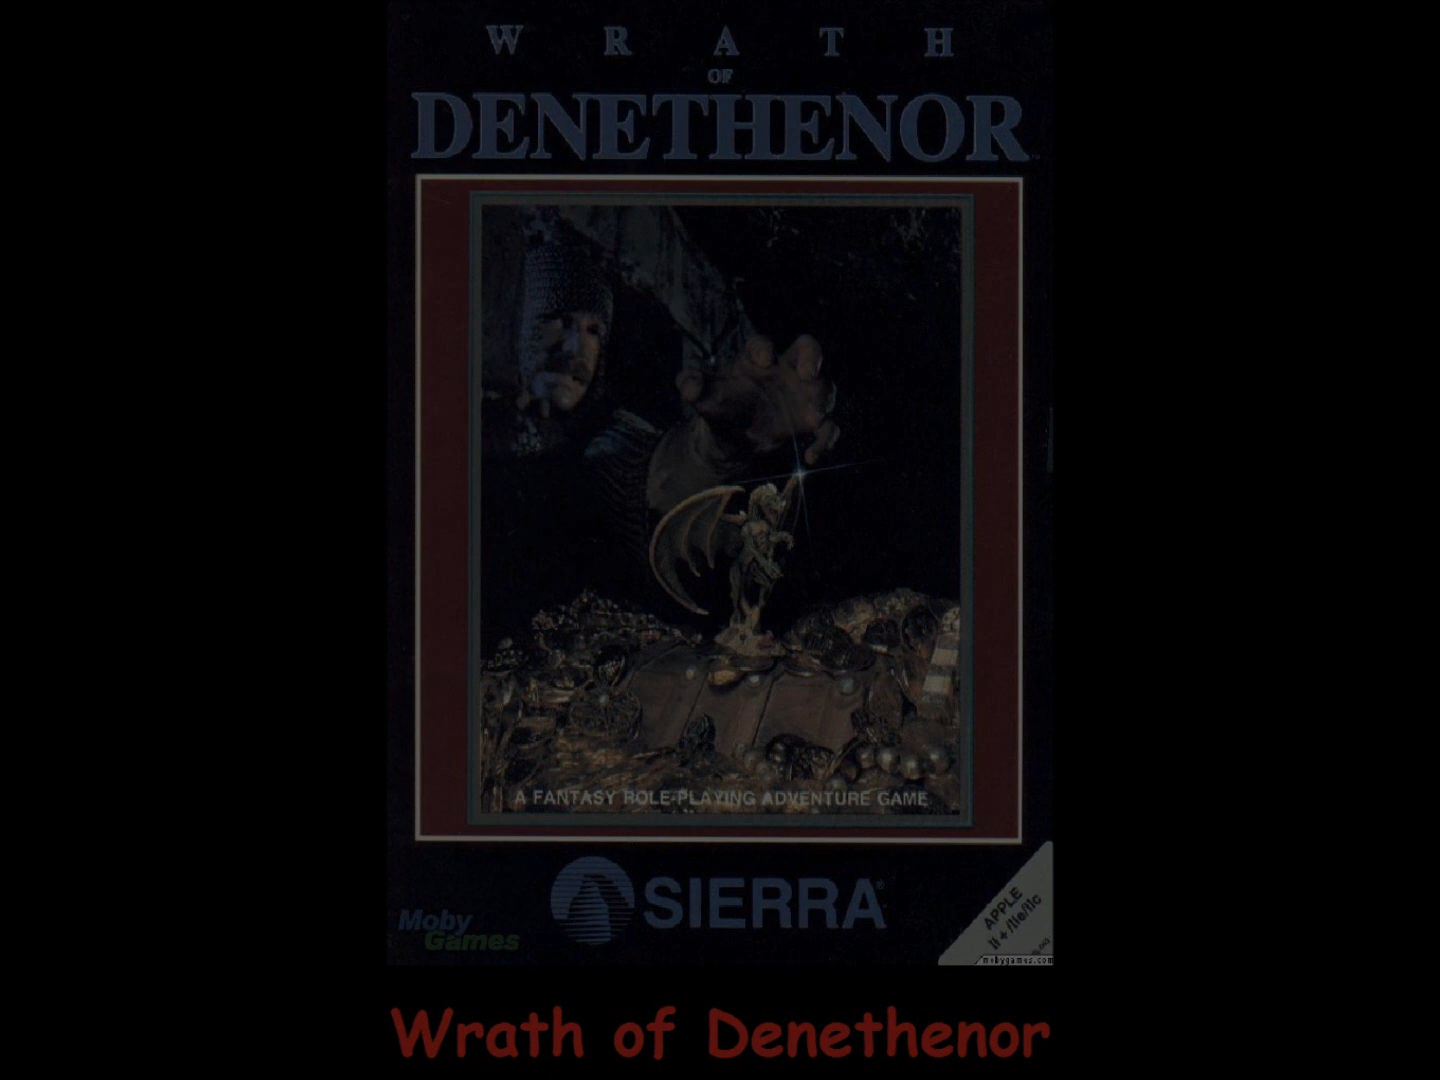 W R A T H
OF
DENETHENOR
A FANTASY ROLE-PLAYING ADVENTURE GAME
SIERRA®
APPLE
II + /IIe/IIc
Moby
Games
mobygames.com
Wrath of Denethenor